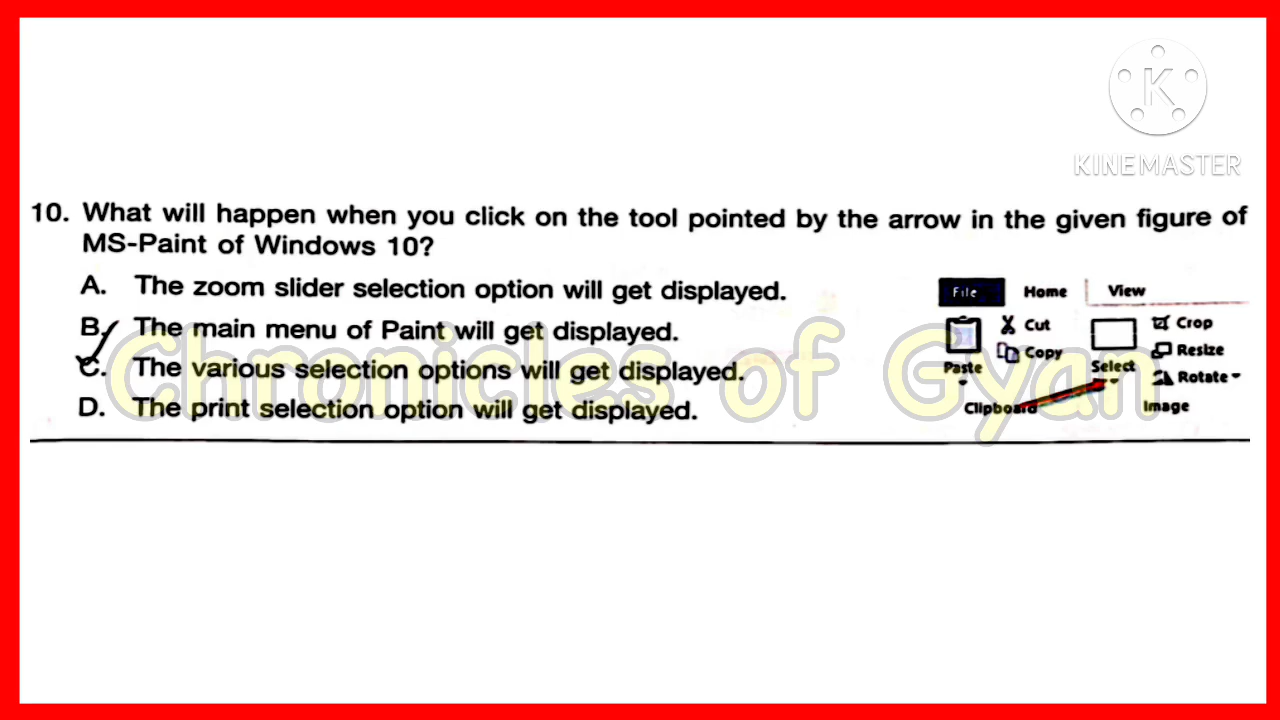 K
KINEMASTER
10. What will happen when you click on the tool pointed by the arrow in the given figure of
MS-Paint of Windows 10?
A. The zoom slider selection option will get displayed.
B. The main menu of Paint will get displayed.
C. The various selection options will get displayed.
D. The print selection option will get displayed.
File Home View
Cut Crop
Copy Resize
Paste Select Rotate
Clipboard Image
Chronicles of Gyan